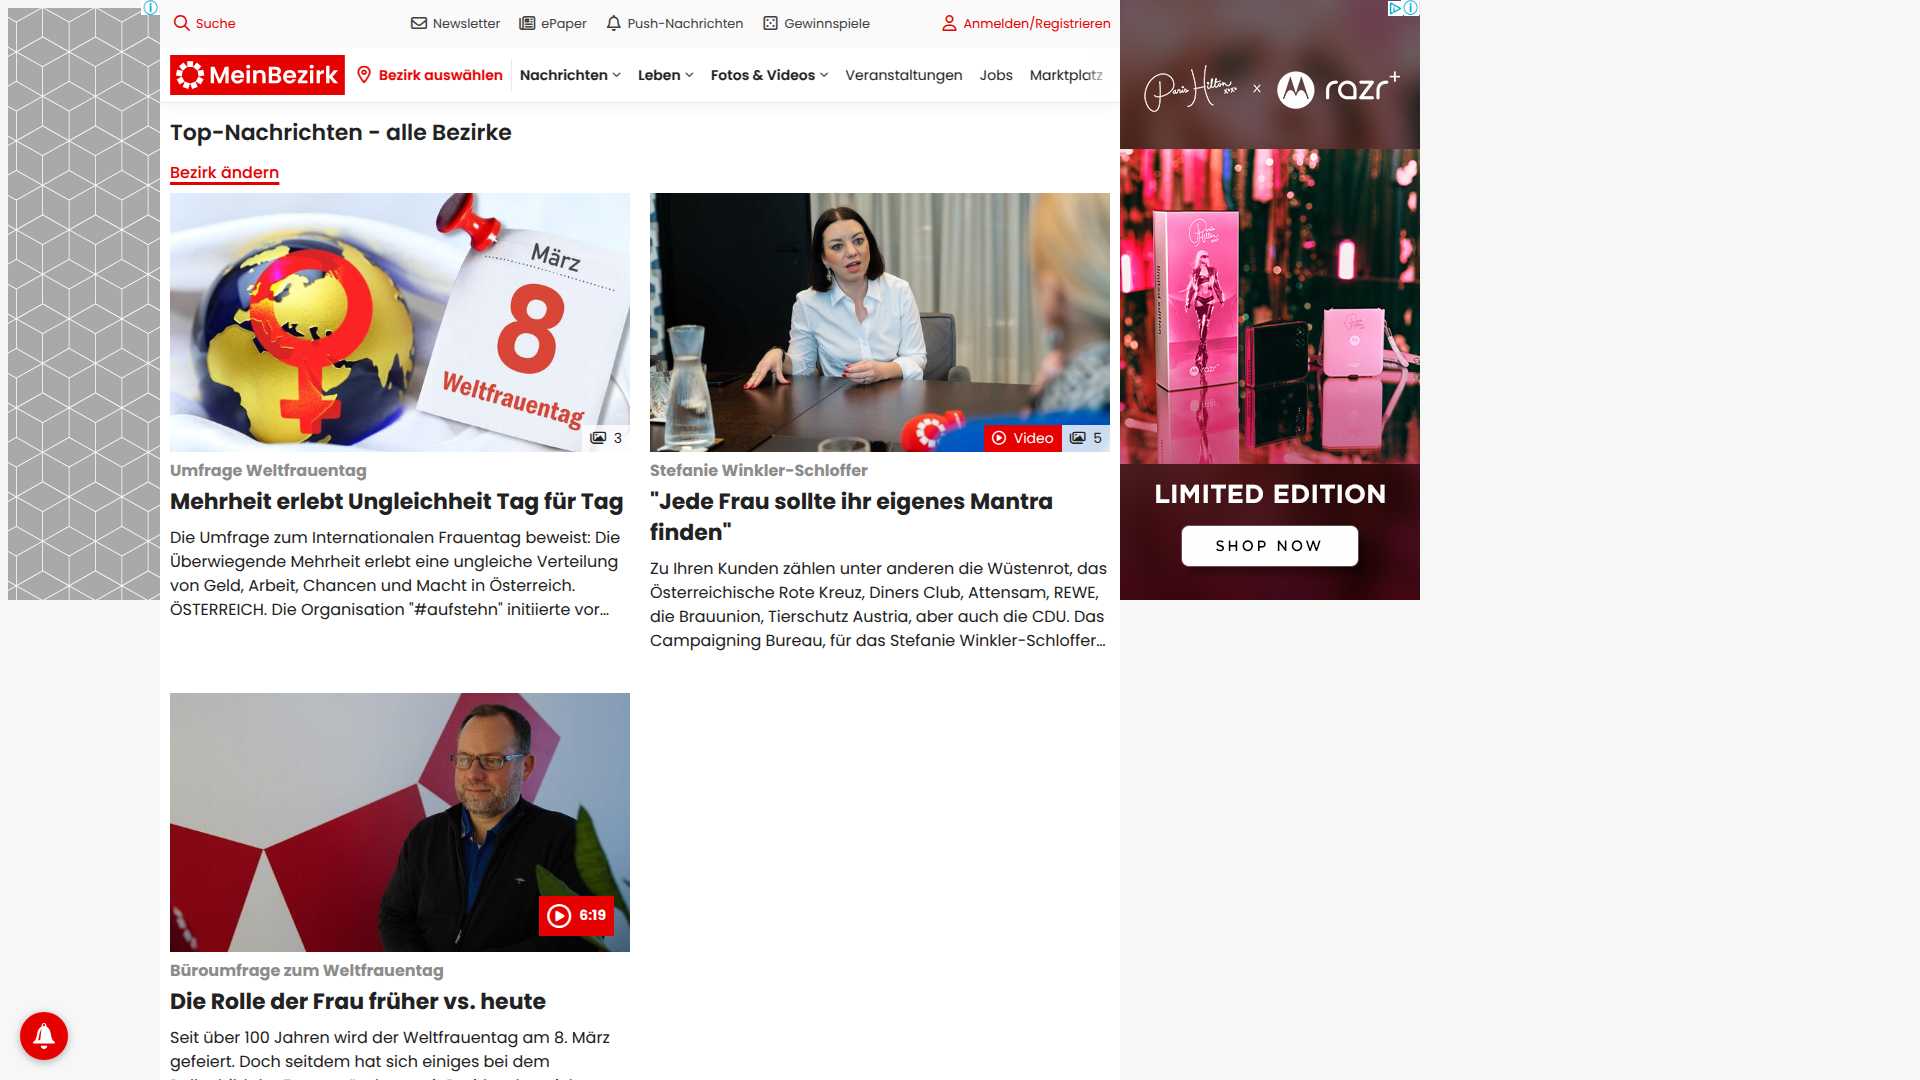 Suche
Newsletter
ePaper
Push-Nachrichten
Gewinnspiele
Anmelden/Registrieren
MeinBezirk
Bezirk auswählen
Nachrichten
Leben
Fotos & Videos
Veranstaltungen
Jobs
Marktplatz
Top-Nachrichten - alle Bezirke
Bezirk ändern
März
8
Weltfrauentag
3
Umfrage Weltfrauentag
Mehrheit erlebt Ungleichheit Tag für Tag
Die Umfrage zum Internationalen Frauentag beweist: Die
Überwiegende Mehrheit erlebt eine ungleiche Verteilung
von Geld, Arbeit, Chancen und Macht in Österreich.
ÖSTERREICH. Die Organisation "#aufstehn" initiierte vor...
Video
5
Stefanie Winkler-Schloffer
"Jede Frau sollte ihr eigenes Mantra
finden"
Zu Ihren Kunden zählen unter anderen die Wüstenrot, das
Österreichische Rote Kreuz, Diners Club, Attensam, REWE,
die Brauunion, Tierschutz Austria, aber auch die CDU. Das
Campaigning Bureau, für das Stefanie Winkler-Schloffer...
6:19
Büroumfrage zum Weltfrauentag
Die Rolle der Frau früher vs. heute
Seit über 100 Jahren wird der Weltfrauentag am 8. März
gefeiert. Doch seitdem hat sich einiges bei dem
Paris Hilton
x
razr+
LIMITED EDITION
SHOP NOW